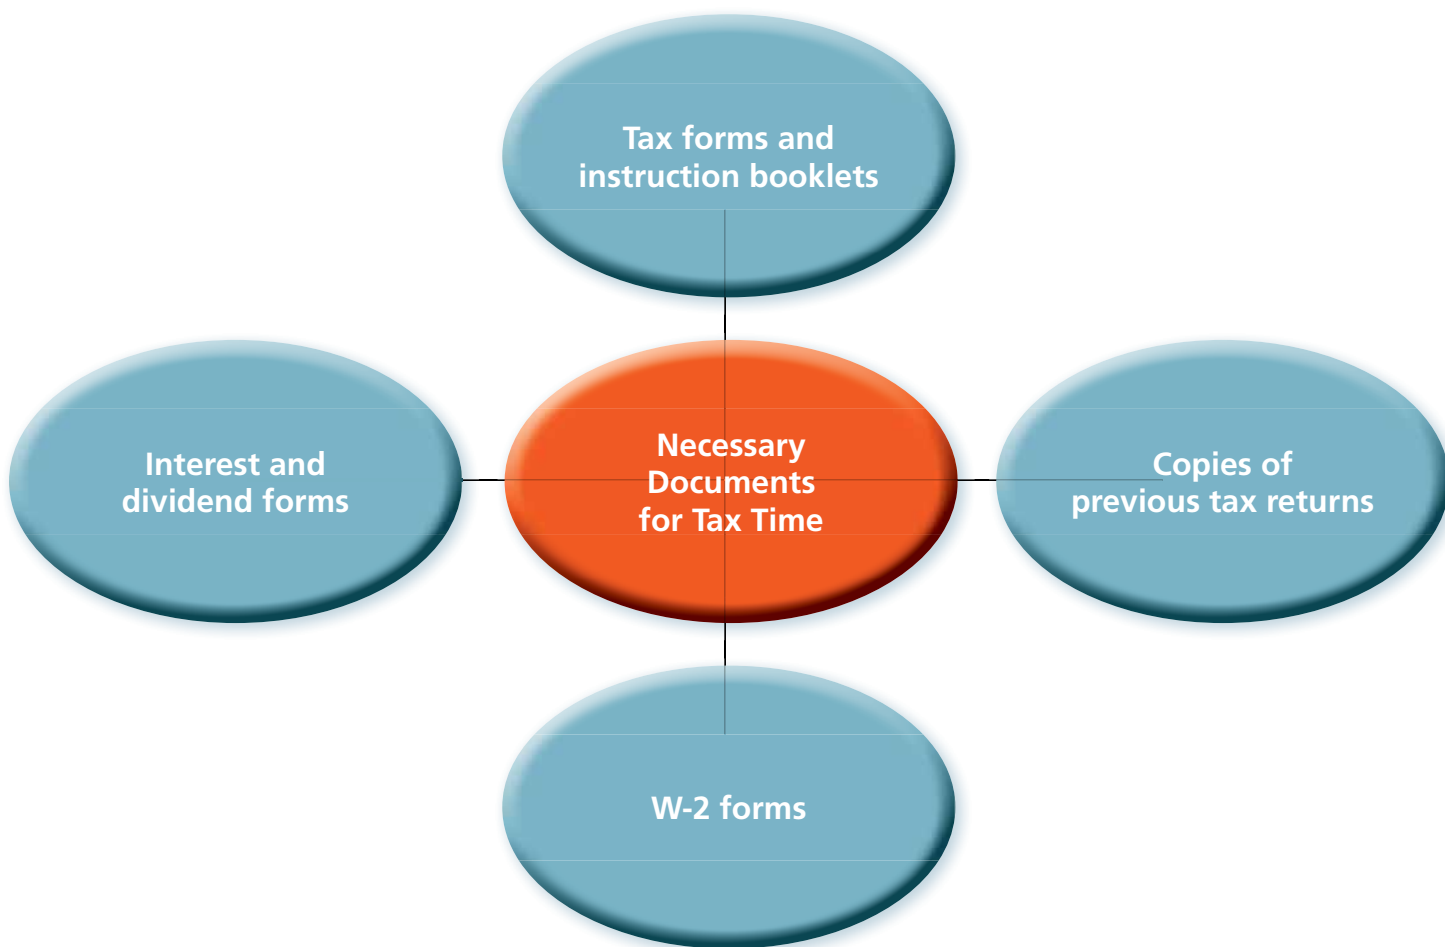 Tax forms and
instruction booklets
Interest and
dividend forms
Necessary
Documents
for Tax Time
Copies of
previous tax returns
W-2 forms